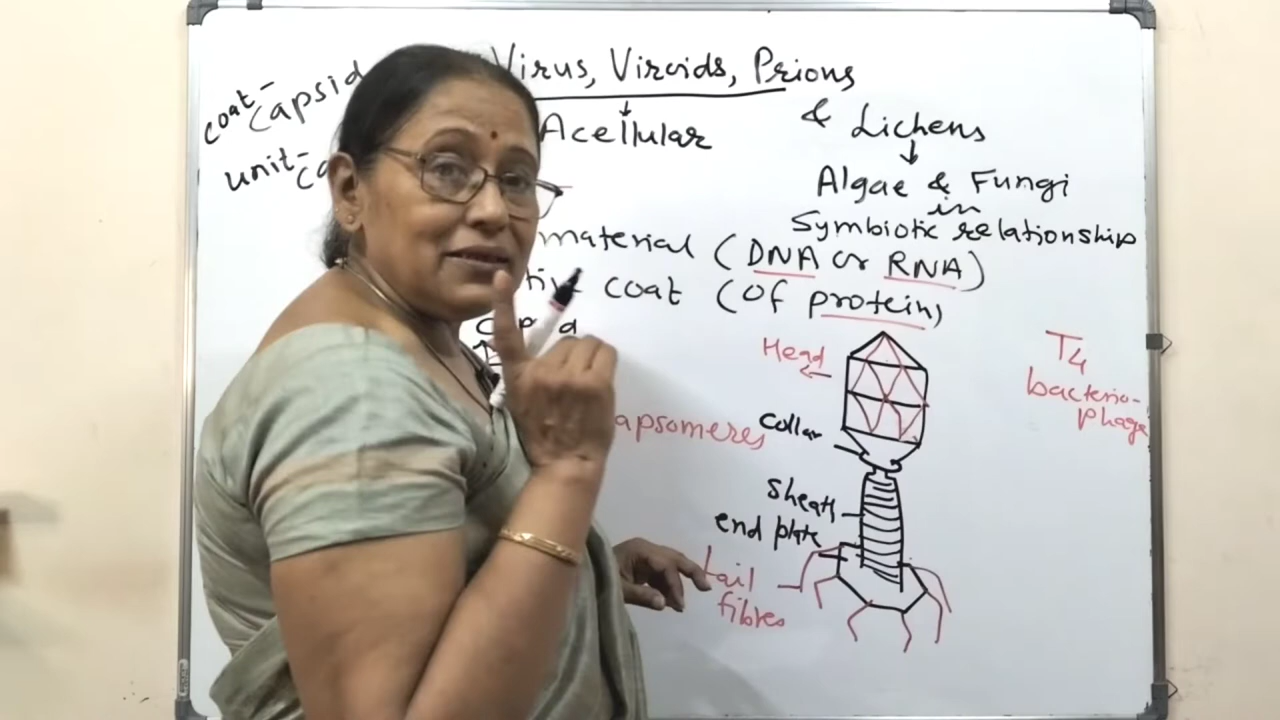 Virus, Viroids, Prions
& Lichens
Acellular
Algae & Fungi
in
Symbiotic relationship
coat-
capsid
unit-
material (DNA or RNA)
coat (of protein)
Head
T4
bacterio-
phage
collar
apsomeres
Sheath
end plate
tail
fibres